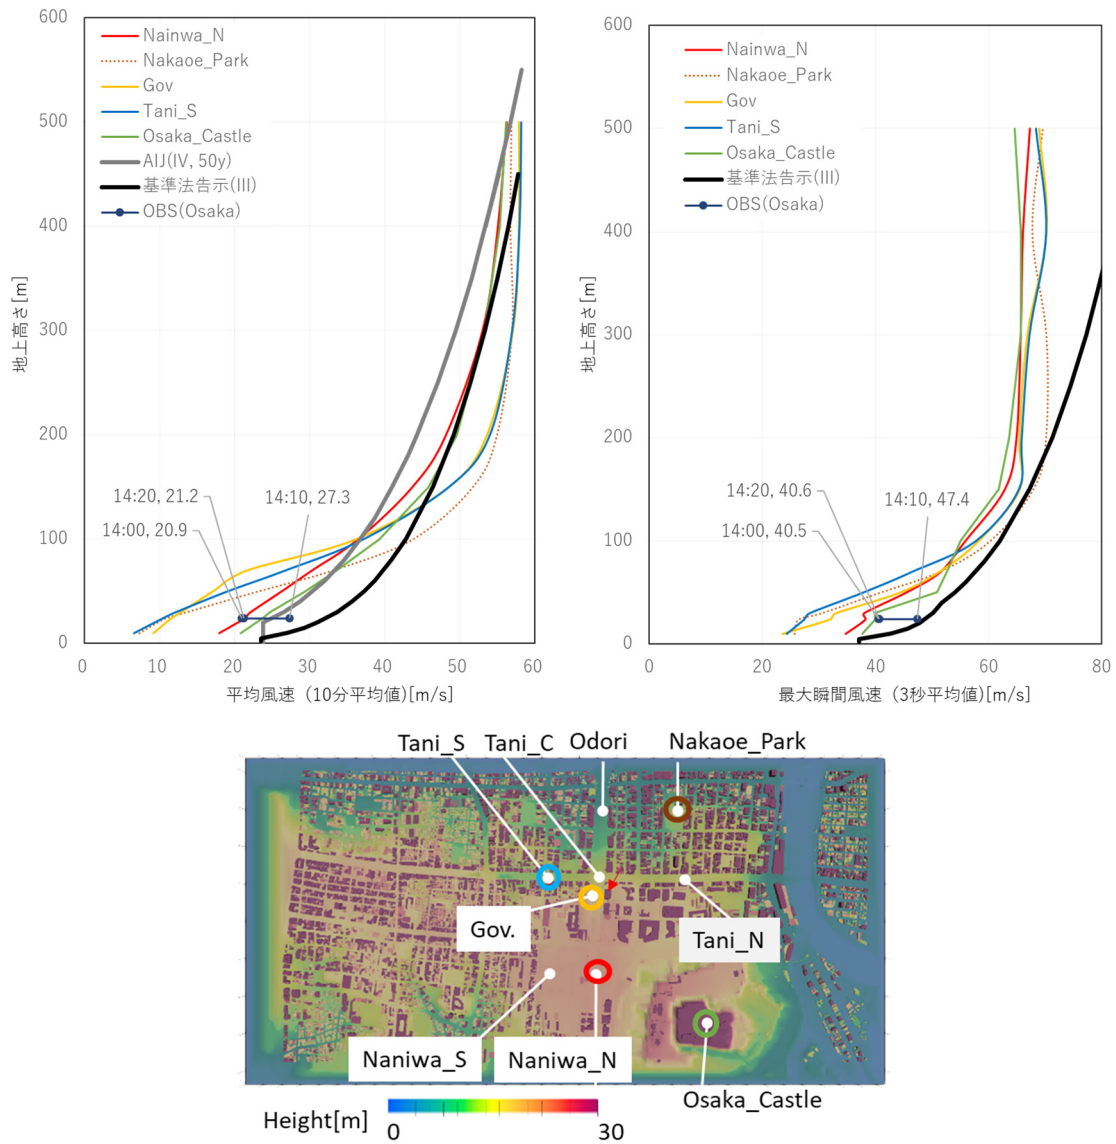 600
500
400
300
200
100
0
地上高さ[m]
Nainwa_N
Nakaoe_Park
Gov
Tani_S
Osaka_Castle
AIJ(IV, 50y)
基準法告示(III)
OBS(Osaka)
14:20, 21.2
14:10, 27.3
14:00, 20.9
0 10 20 30 40 50 60
平均風速（10分平均値)[m/s]
600
500
400
300
200
100
0
地上高さ[m]
Nainwa_N
Nakaoe_Park
Gov
Tani_S
Osaka_Castle
基準法告示(III)
OBS(Osaka)
14:20, 40.6
14:10, 47.4
14:00, 40.5
0 20 40 60 80
最大瞬間風速（3秒平均値)[m/s]
Tani_S Tani_C Odori Nakaoe_Park
Gov.
Tani_N
Naniwa_S Naniwa_N
Osaka_Castle
Height[m]
0 30